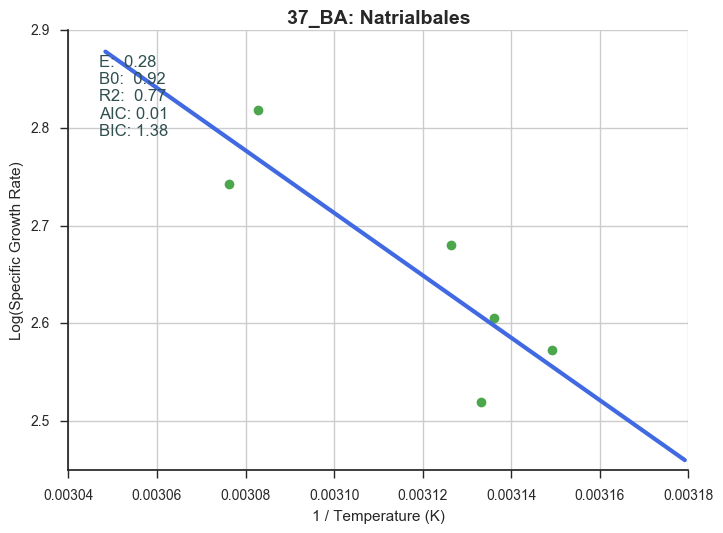 37_BA: Natrialbales
E:  0.28
B0:  0.92
R2:  0.77
AIC: 0.01
BIC: 1.38
2.9
2.8
2.7
2.6
2.5
Log(Specific Growth Rate)
0.00304 0.00306 0.00308 0.00310 0.00312 0.00314 0.00316 0.00318
1 / Temperature (K)